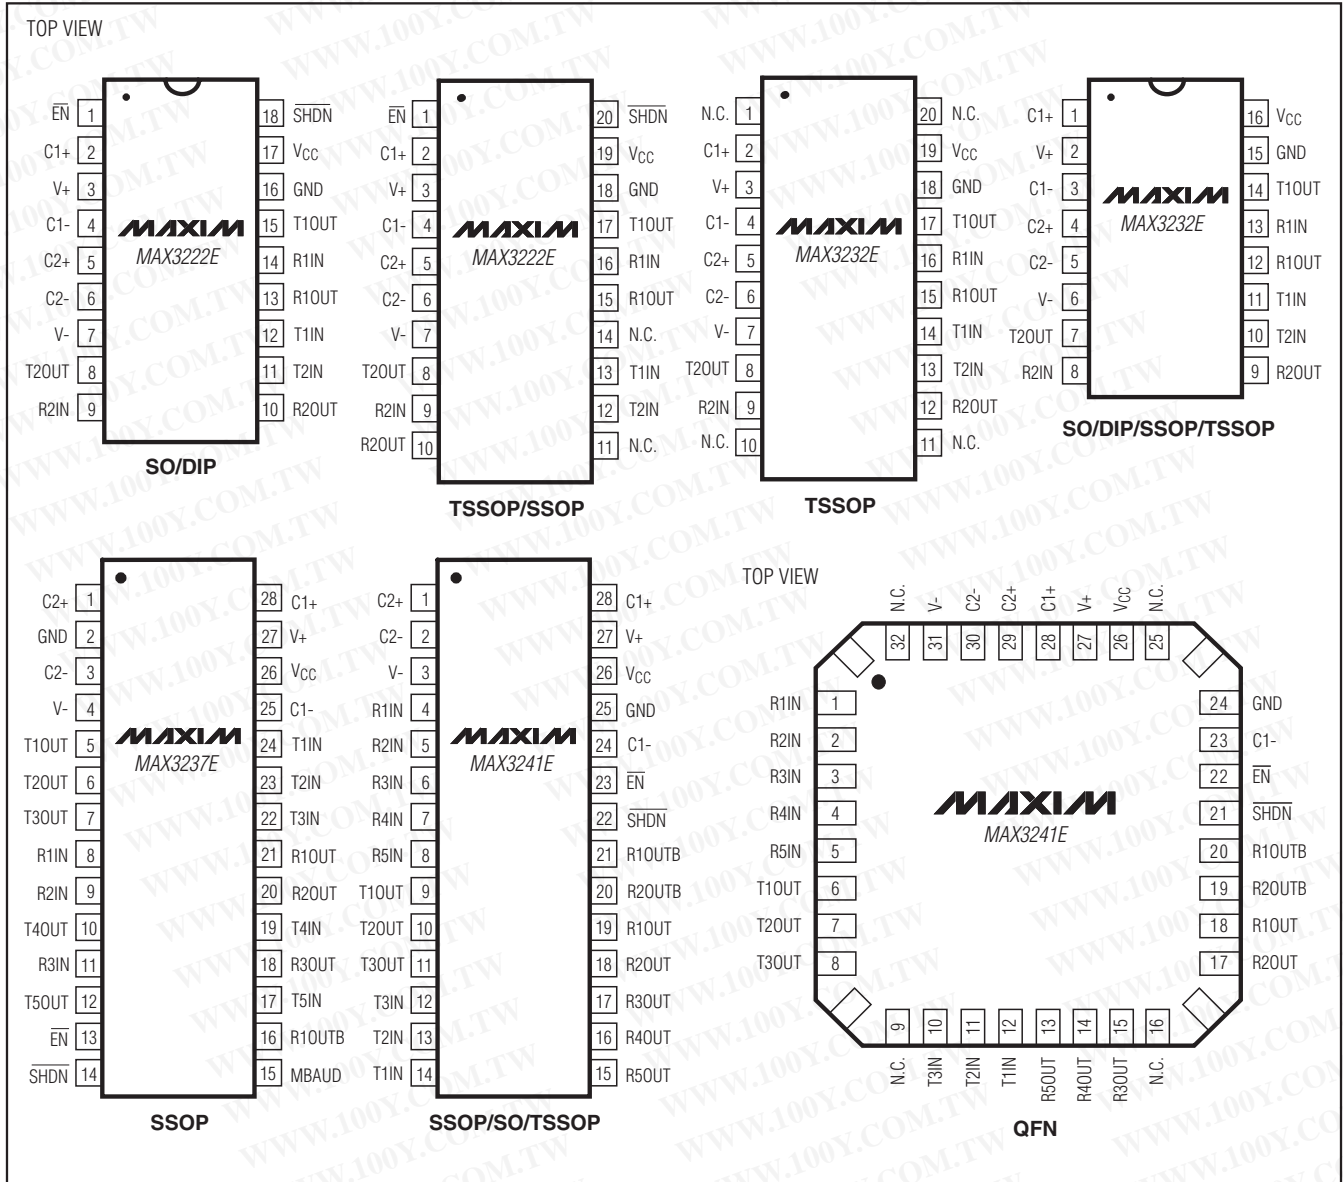 TOP VIEW
EN 1 18 SHDN
C1+ 2 17 VCC
V+ 3 16 GND
C1- 4 15 T1OUT
C2+ 5 14 R1IN
C2- 6 13 R1OUT
V- 7 12 T1IN
T2OUT 8 11 T2IN
R2IN 9 10 R2OUT
MAXIM
MAX3222E
SO/DIP
EN 1 20 SHDN
C1+ 2 19 VCC
V+ 3 18 GND
C1- 4 17 T1OUT
C2+ 5 16 R1IN
C2- 6 15 R1OUT
V- 7 14 N.C.
T2OUT 8 13 T1IN
R2IN 9 12 T2IN
R2OUT 10 11 N.C.
MAXIM
MAX3222E
TSSOP/SSOP
N.C. 1 20 N.C.
C1+ 2 19 VCC
V+ 3 18 GND
C1- 4 17 T1OUT
C2+ 5 16 R1IN
C2- 6 15 R1OUT
V- 7 14 T1IN
T2OUT 8 13 T2IN
R2IN 9 12 R2OUT
N.C. 10 11 N.C.
MAXIM
MAX3232E
TSSOP
C1+ 1 16 VCC
V+ 2 15 GND
C1- 3 14 T1OUT
C2+ 4 13 R1IN
C2- 5 12 R1OUT
V- 6 11 T1IN
T2OUT 7 10 T2IN
R2IN 8 9 R2OUT
MAXIM
MAX3232E
SO/DIP/SSOP/TSSOP
C2+ 1 28 C1+
GND 2 27 V+
C2- 3 26 VCC
V- 4 25 C1-
T1OUT 5 24 T1IN
T2OUT 6 23 T2IN
T3OUT 7 22 T3IN
R1IN 8 21 R1OUT
R2IN 9 20 R2OUT
T4OUT 10 19 T4IN
R3IN 11 18 R3OUT
T5OUT 12 17 T5IN
EN 13 16 R1OUTB
SHDN 14 15 MBAUD
MAXIM
MAX3237E
SSOP
C2+ 1 28 C1+
C2- 2 27 V+
V- 3 26 VCC
R1IN 4 25 GND
R2IN 5 24 C1-
R3IN 6 23 EN
R4IN 7 22 SHDN
R5IN 8 21 R1OUTB
T1OUT 9 20 R2OUTB
T2OUT 10 19 R1OUT
T3OUT 11 18 R2OUT
T3IN 12 17 R3OUT
T2IN 13 16 R4OUT
T1IN 14 15 R5OUT
MAXIM
MAX3241E
SSOP/SO/TSSOP
TOP VIEW
N.C. V- C2- C2+ C1+ V+ VCC N.C.
32 31 30 29 28 27 26 25
R1IN 1 24 GND
R2IN 2 23 C1-
R3IN 3 22 EN
R4IN 4 21 SHDN
R5IN 5 20 R1OUTB
T1OUT 6 19 R2OUTB
T2OUT 7 18 R1OUT
T3OUT 8 17 R2OUT
MAXIM
MAX3241E
9 10 11 12 13 14 15 16
N.C. T3IN T2IN T1IN R5OUT R4OUT R3OUT N.C.
QFN
WWW.100Y.COM.TW